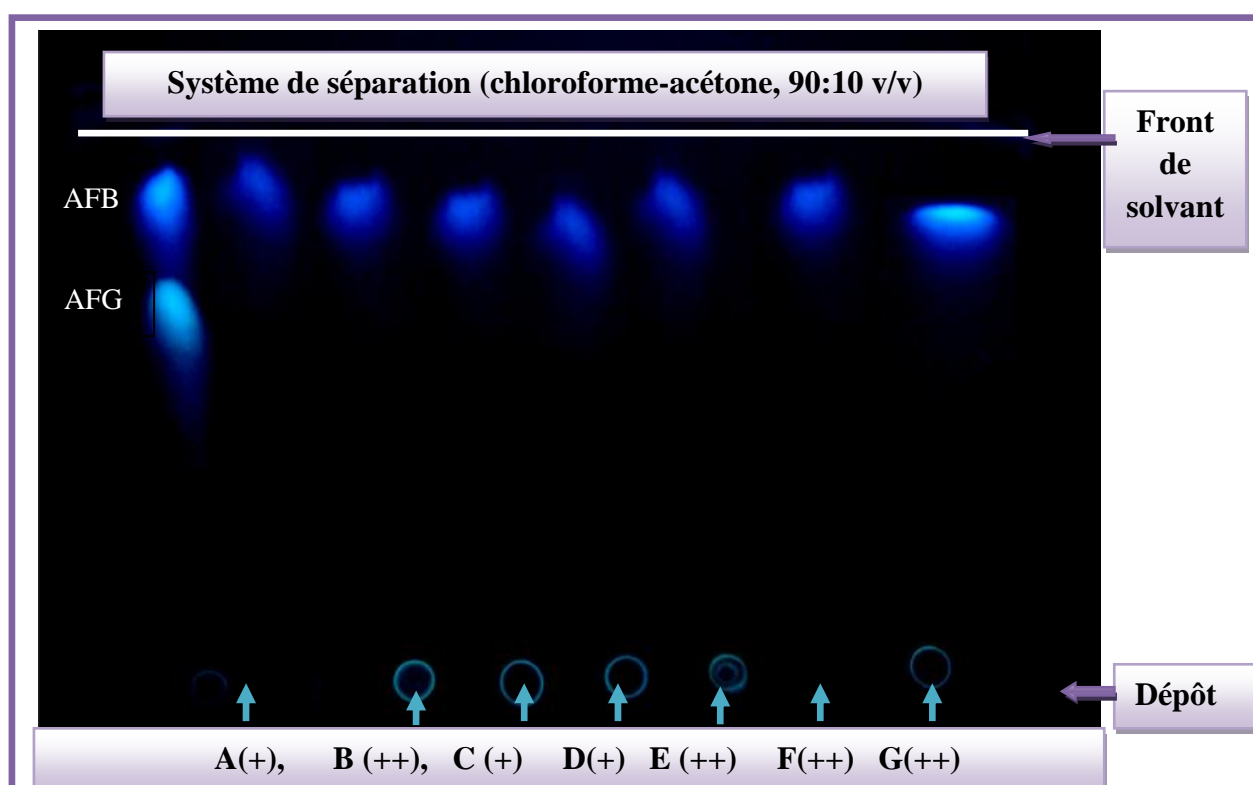 Système de séparation (chloroforme-acétone, 90:10 v/v)
Front
de
solvant
AFB
AFG
Dépôt
A(+), B (++), C (+) D(+) E (++) F(++) G(++)